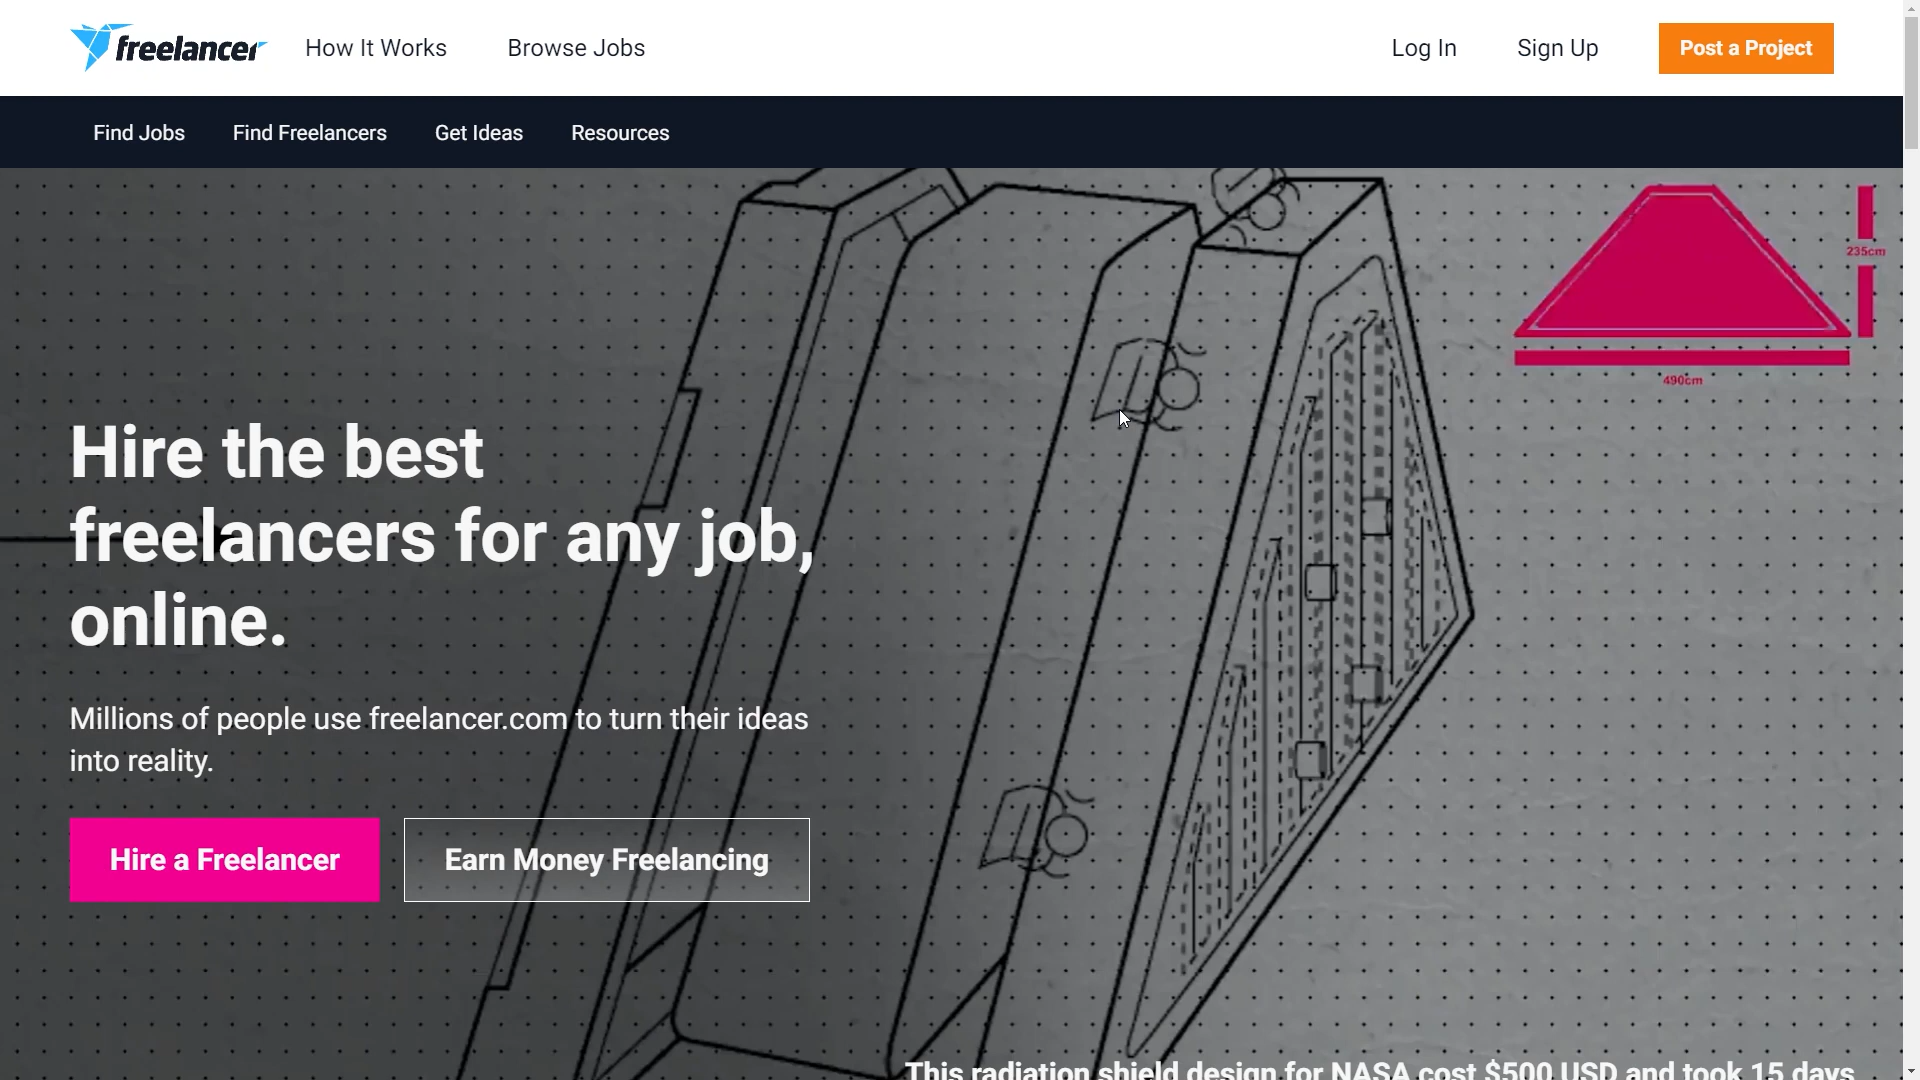 freelancer
How It Works
Browse Jobs
Log In
Sign Up
Post a Project
Find Jobs
Find Freelancers
Get Ideas
Resources
235cm
490cm
Hire the best
freelancers for any job,
online.
Millions of people use freelancer.com to turn their ideas
into reality.
Hire a Freelancer
Earn Money Freelancing
This radiation shield design for NASA cost $500 USD and took 15 days